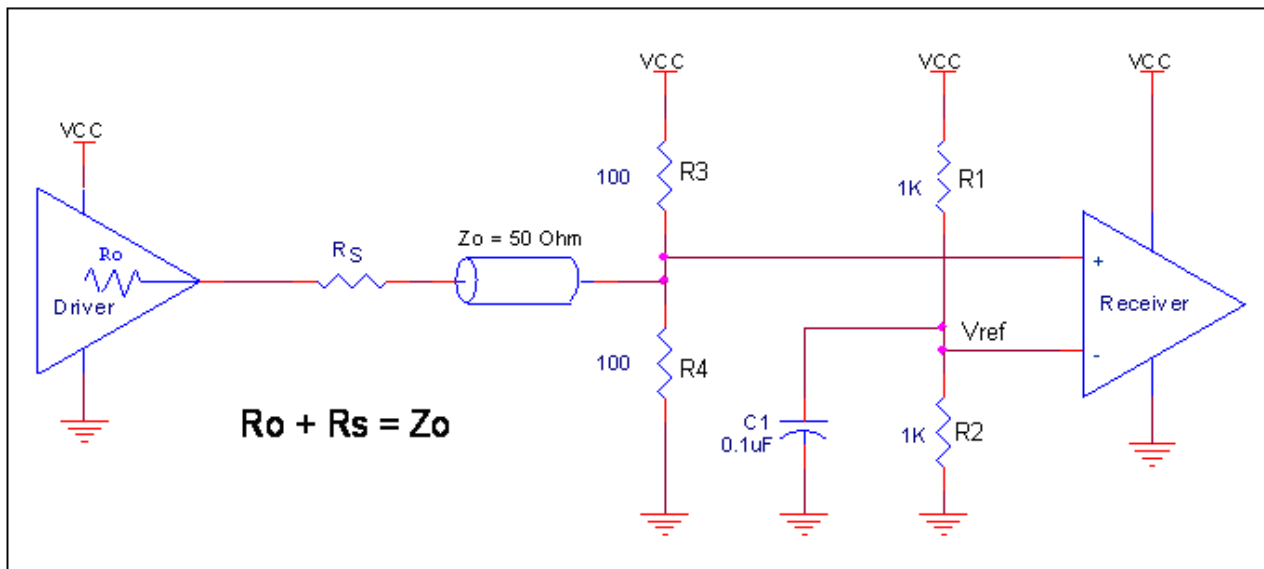 VCC
VCC
VCC
VCC
R3
100
R1
1K
Zo = 50 Ohm
Ro
RS
Driver
+
Receiver
Vref
-
R4
100
Ro + Rs = Zo
C1
0.1uF
R2
1K